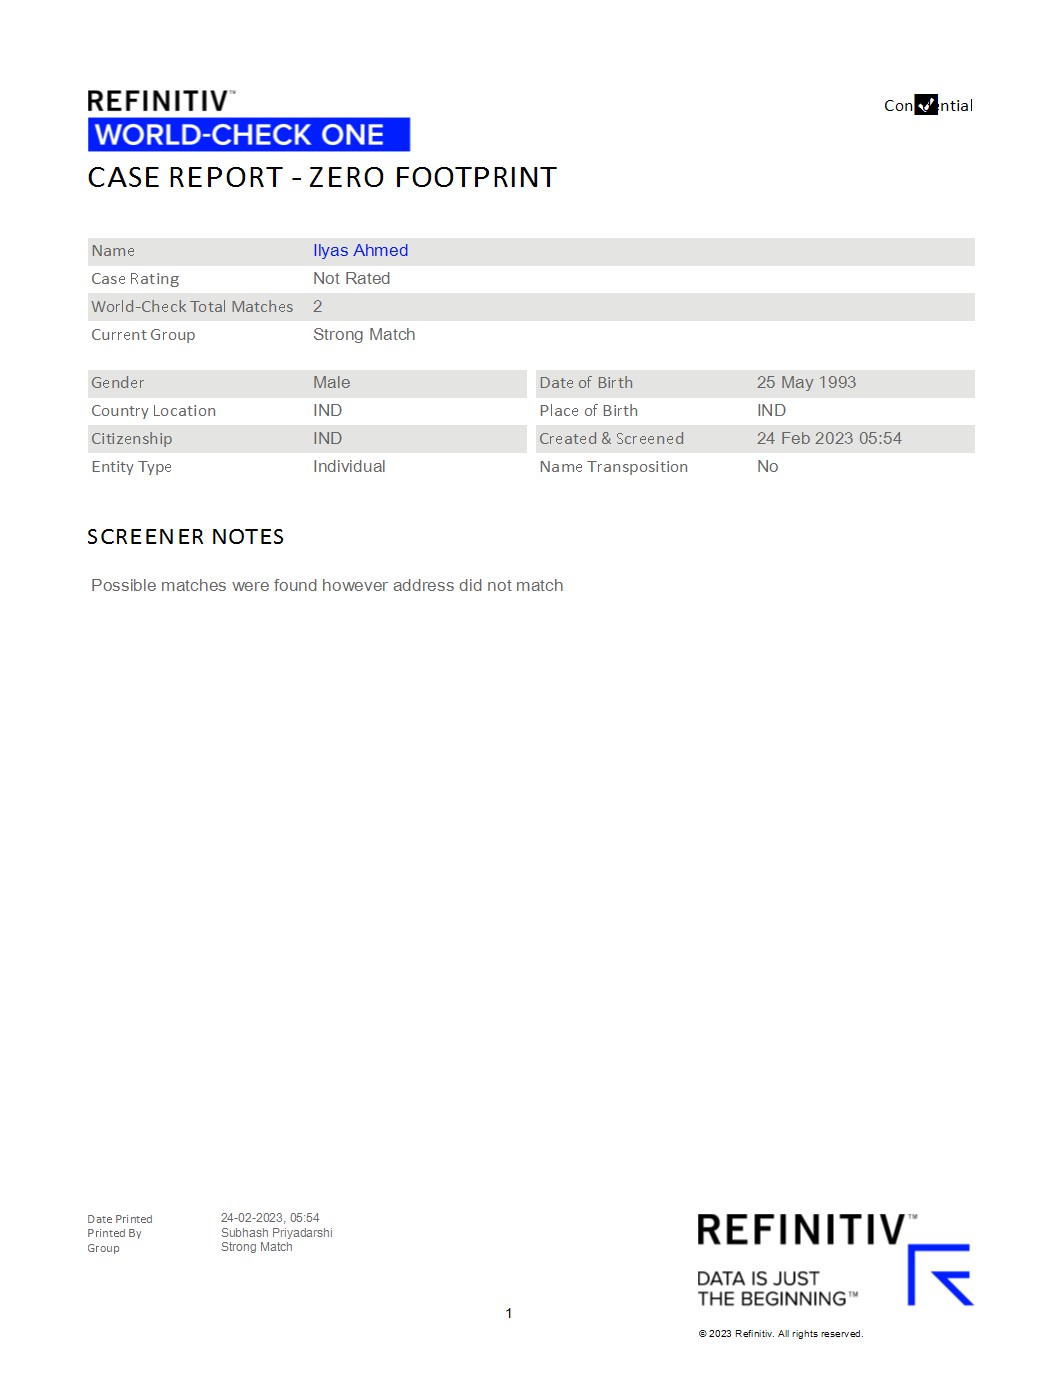 REFINITIV™
WORLD-CHECK ONE
Con ential
CASE REPORT - ZERO FOOTPRINT
Name Ilyas Ahmed
Case Rating Not Rated
World-Check Total Matches 2
Current Group Strong Match
Gender Male Date of Birth 25 May 1993
Country Location IND Place of Birth IND
Citizenship IND Created & Screened 24 Feb 2023 05:54
Entity Type Individual Name Transposition No
SCREENER NOTES
Possible matches were found however address did not match
Date Printed 24-02-2023, 05:54
Printed By Subhash Priyadarshi
Group Strong Match
REFINITIV™
DATA IS JUST
THE BEGINNING™
1
© 2023 Refinitiv. All rights reserved.